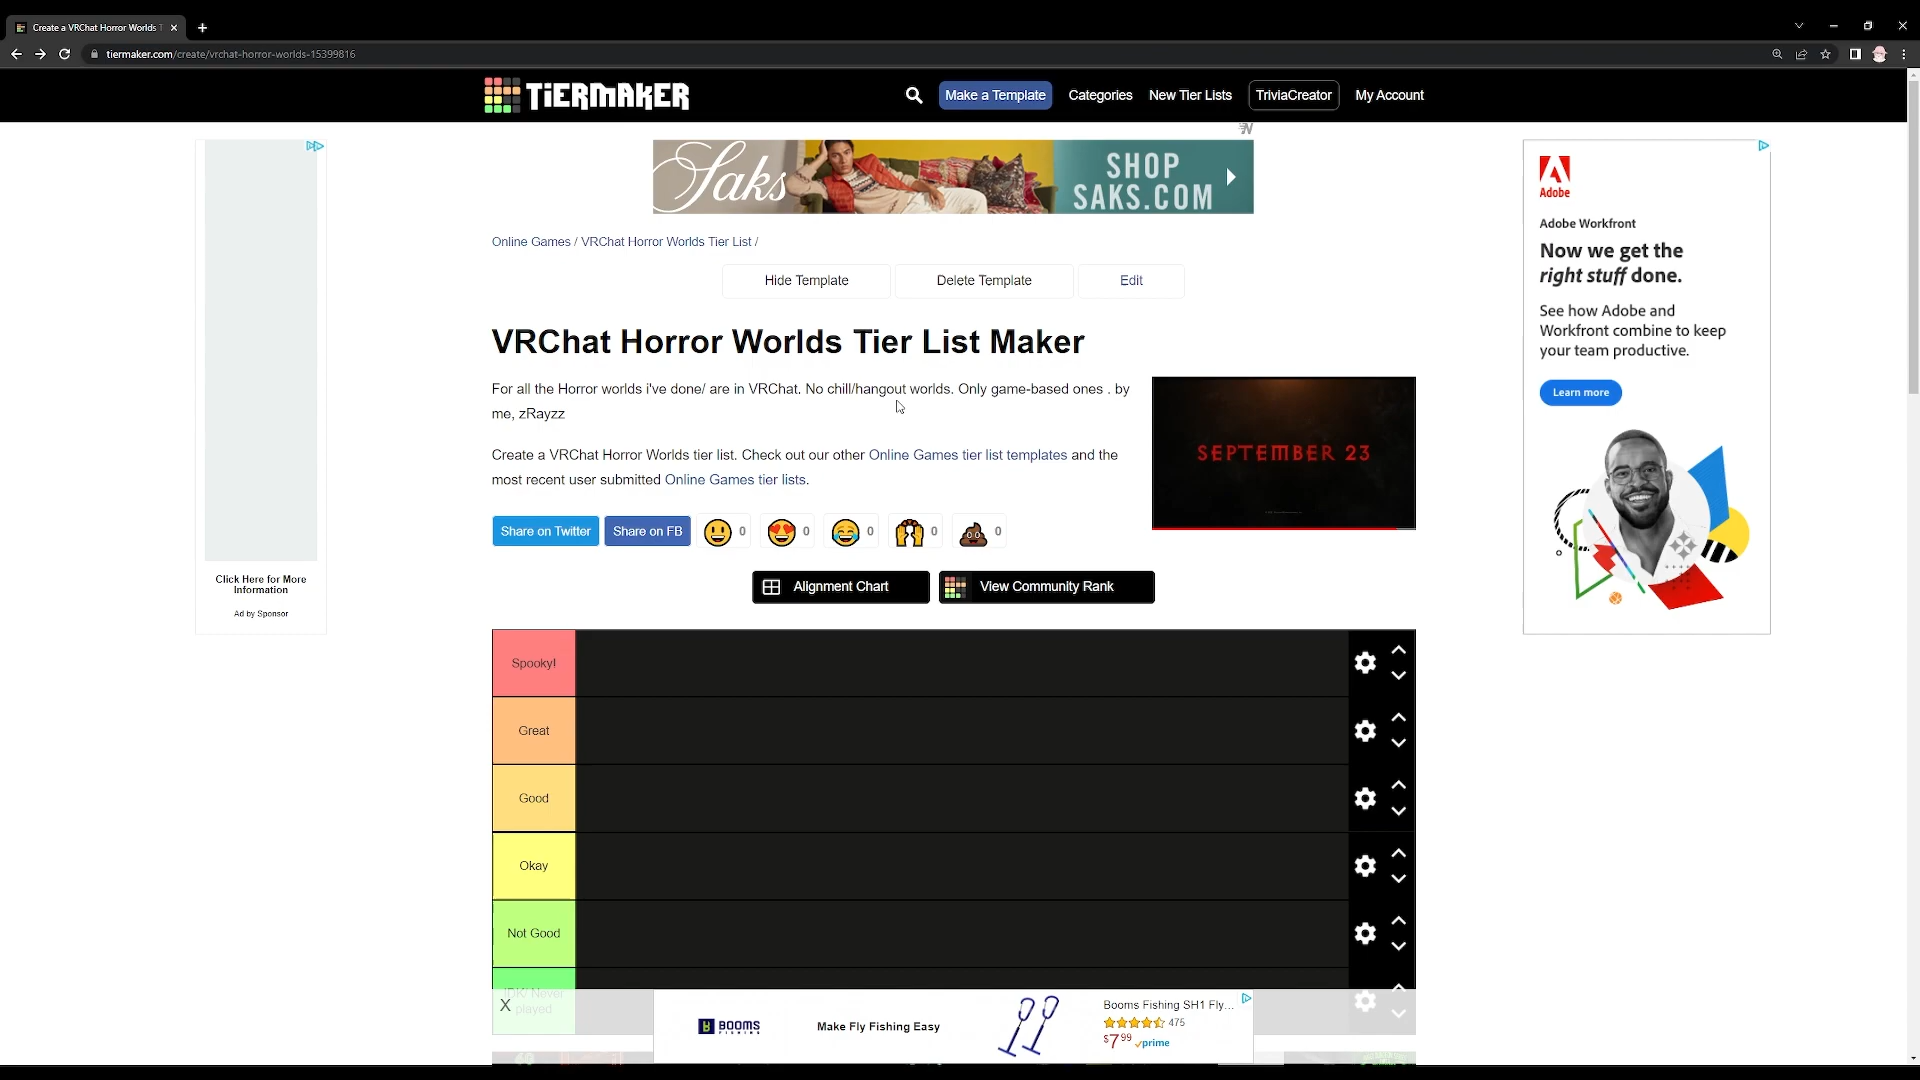 Create a VRChat Horror Worlds T
tiermaker.com/create/vrchat-horror-worlds-15399816
TiERMAKER
Make a Template
Categories
New Tier Lists
TriviaCreator
My Account
Saks
SHOP
SAKS.COM
Online Games / VRChat Horror Worlds Tier List /
Hide Template
Delete Template
Edit
VRChat Horror Worlds Tier List Maker
For all the Horror worlds i've done/ are in VRChat. No chill/hangout worlds. Only game-based ones . by
me, zRayzz
Create a VRChat Horror Worlds tier list. Check out our other Online Games tier list templates and the
most recent user submitted Online Games tier lists.
SEPTEMBER 23
Share on Twitter
Share on FB
0
0
0
0
0
Alignment Chart
View Community Rank
Spooky!
Great
Good
Okay
Not Good
IDK/ Never
played
Click Here for More
Information
Ad by Sponsor
Adobe
Adobe Workfront
Now we get the
right stuff done.
See how Adobe and
Workfront combine to keep
your team productive.
Learn more
X
BOOMS
FISHING
Make Fly Fishing Easy
Booms Fishing SH1 Fly...
475
$7 99 prime